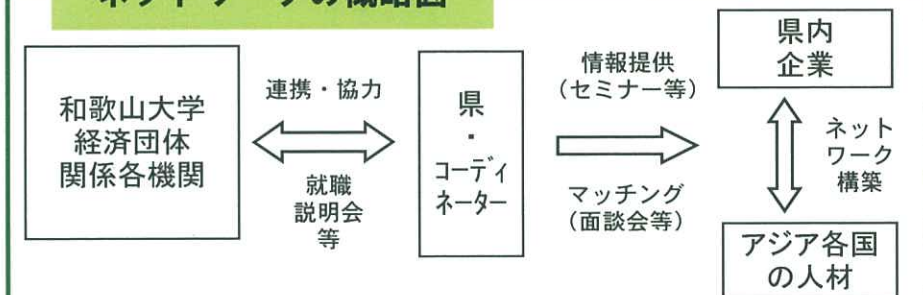 和歌山大学
経済団体
関係各機関
連携・協力
就職
説明会
等
県
・
コーディ
ネーター
情報提供
(セミナー等)
マッチング
(面談会等)
県内
企業
ネット
ワーク
構築
アジア各国
の人材